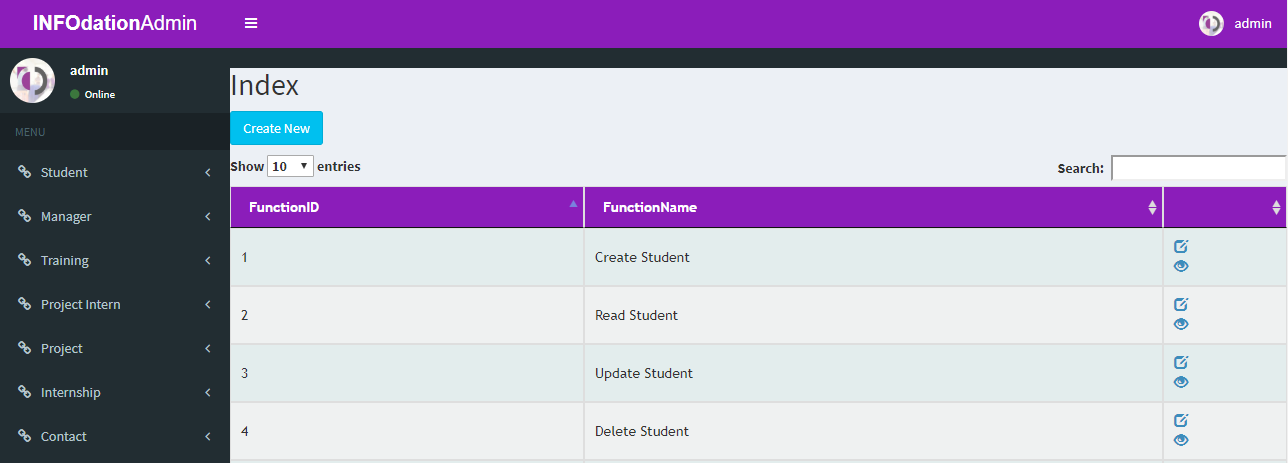 INFOdationAdmin
admin
admin
Online
MENU
Student
Manager
Training
Project Intern
Project
Internship
Contact
Index
Create New
Show 10 entries
Search:
FunctionID FunctionName
1 Create Student
2 Read Student
3 Update Student
4 Delete Student